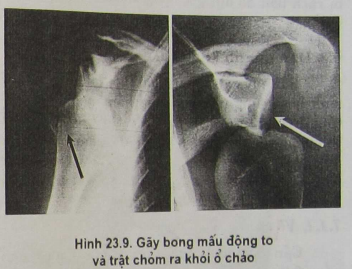 Hình 23.9. Gãy bong mấu động to
và trật chỏm ra khỏi ổ chảo